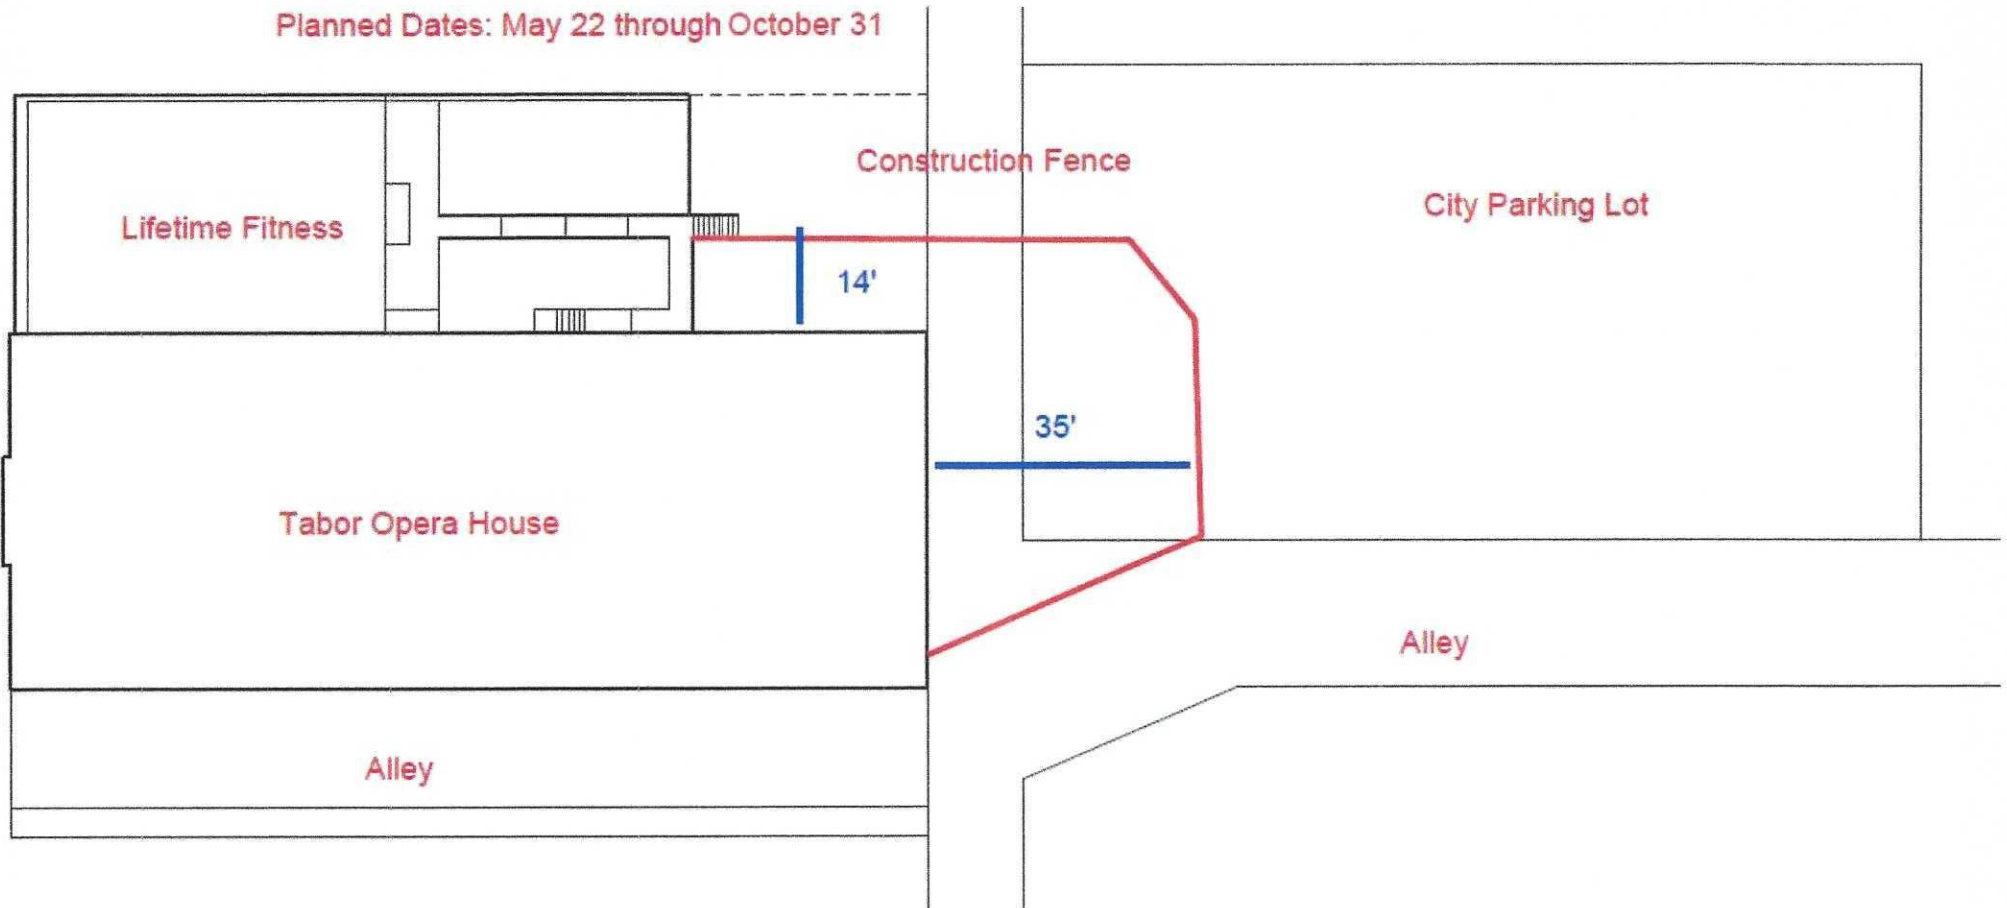 Planned Dates: May 22 through October 31
Construction Fence
City Parking Lot
Lifetime Fitness
14'
35'
Tabor Opera House
Alley
Alley